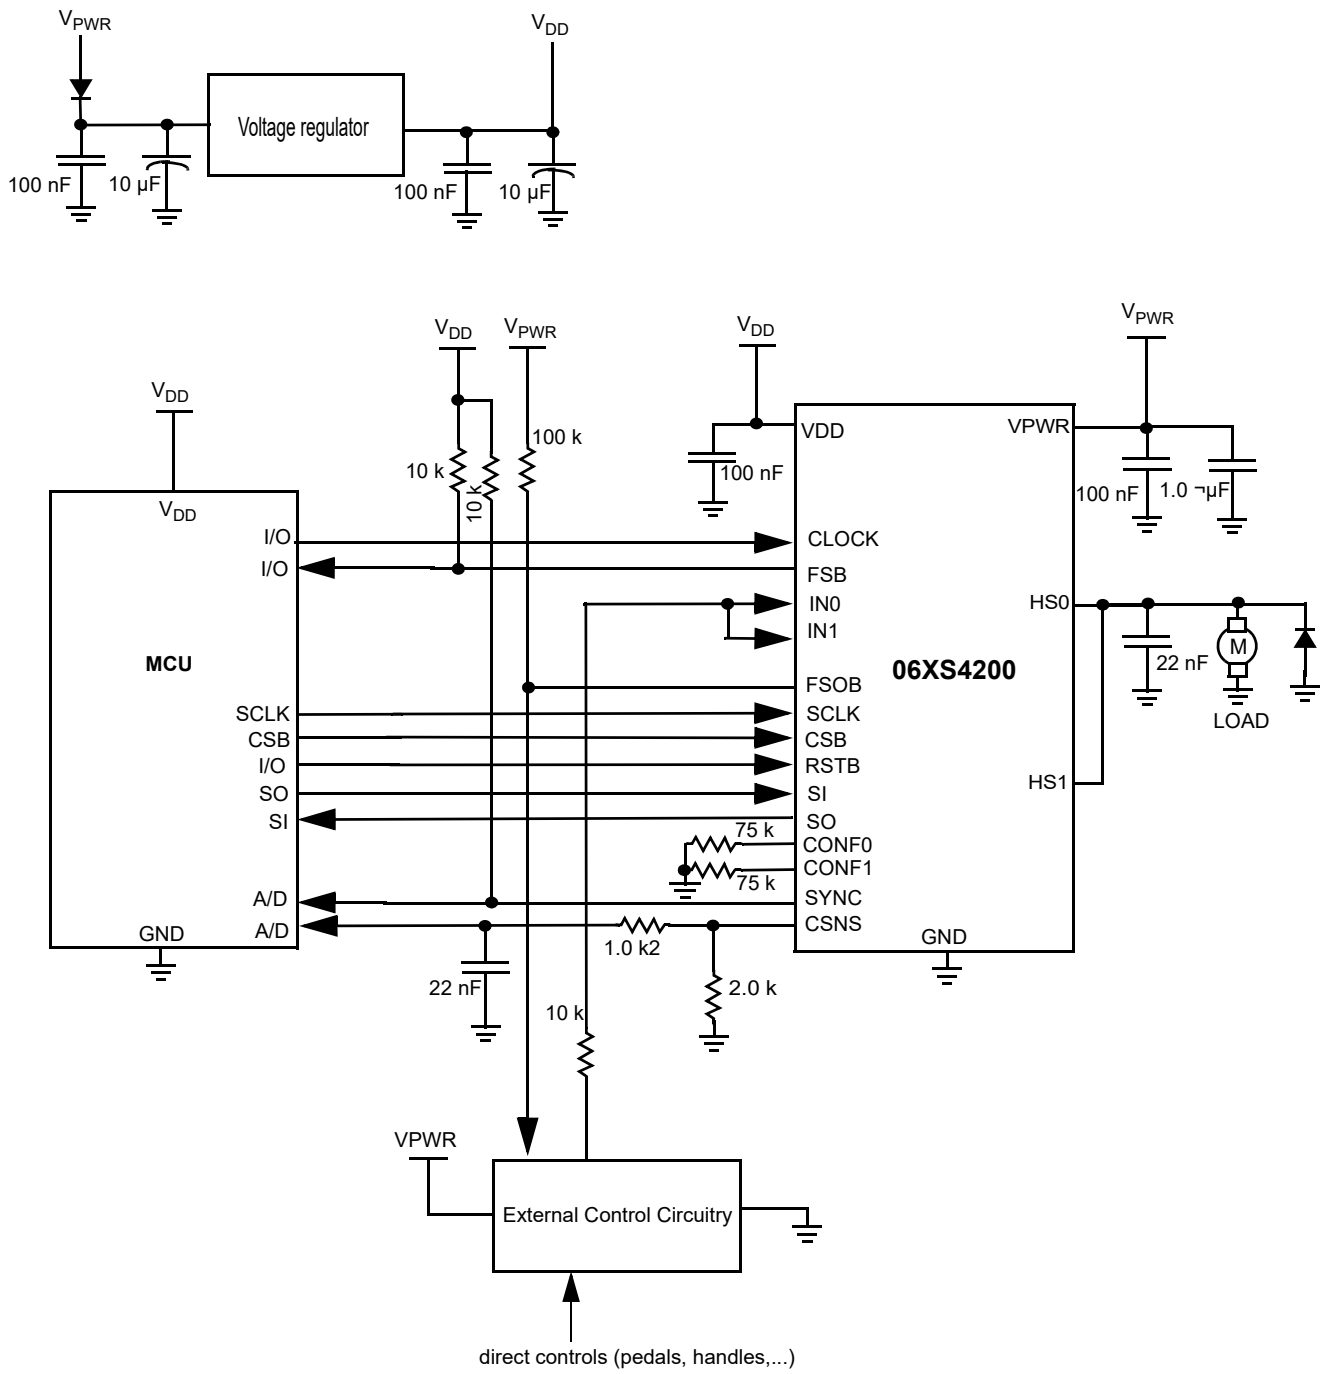 VPWR
VDD
Voltage regulator
100 nF
10 µF
100 nF
10 µF
VDD
VPWR
VDD
VPWR
VDD
100 k
10 k
10 k
VDD
VPWR
100 nF
100 nF
1.0 ¬µF
VDD
I/O
I/O
CLOCK
FSB
IN0
IN1
HS0
MCU
06XS4200
M
22 nF
LOAD
FSOB
SCLK
SCLK
CSB
CSB
I/O
RSTB
SO
SI
SI
SO
HS1
75 k
CONF0
CONF1
75 k
A/D
SYNC
A/D
CSNS
GND
GND
1.0 k2
22 nF
2.0 k
10 k
VPWR
External Control Circuitry
direct controls (pedals, handles,...)